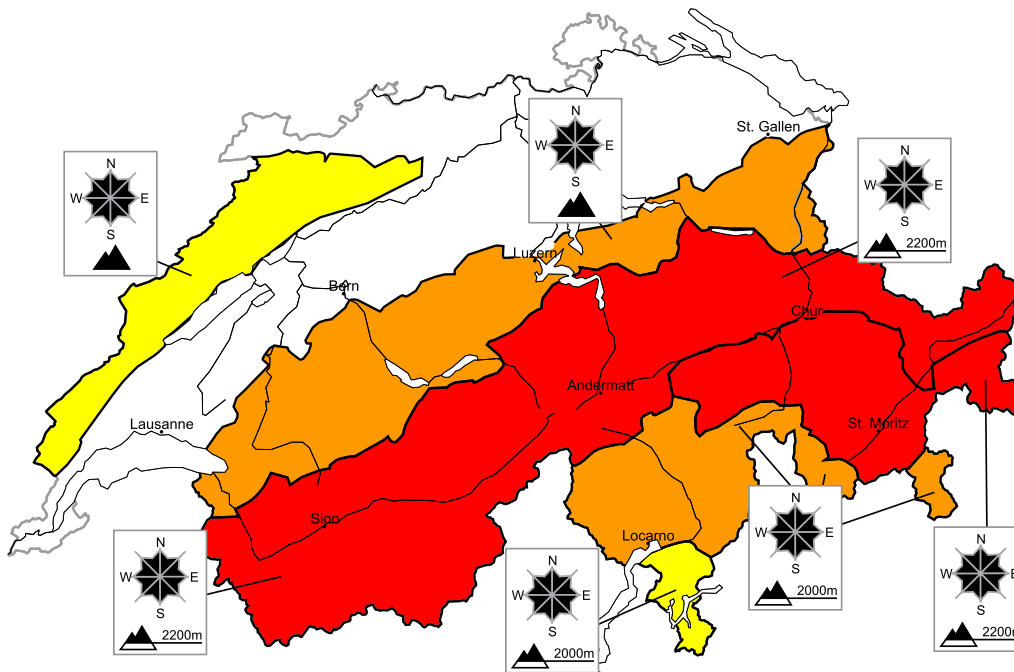 St. Gallen
N
W E
S
N
W E
S
2200m
N
W E
S
Luzern
Bern
Chur
Andermatt
Lausanne
St. Moritz
Sion
Locarno
N
W E
S
2000m
N
W E
S
2200m
N
W E
S
2200m
N
W E
S
2000m